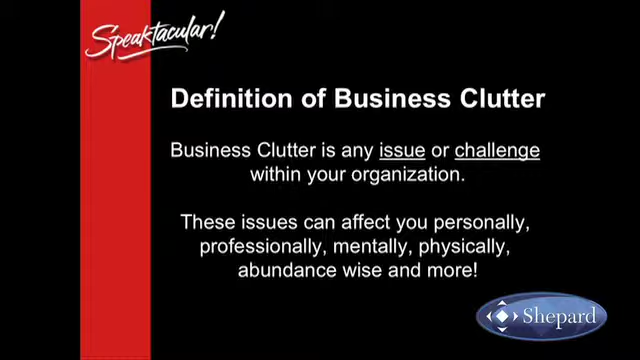 Speaktacular!
Definition of Business Clutter
Business Clutter is any issue or challenge
within your organization.
These issues can affect you personally,
professionally, mentally, physically,
abundance wise and more!
Shepard